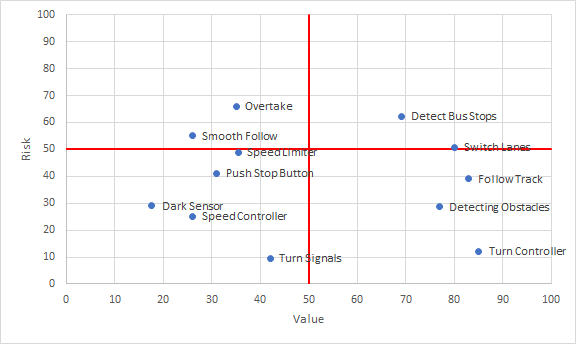 100
90
80
70
Overtake
Detect Bus Stops
60
Smooth Follow
50
Switch Lanes
Speed Limiter
40
Push Stop Button
Follow Track
30
Dark Sensor
Detecting Obstacles
Speed Controller
20
10
Turn Signals
Turn Controller
0
Risk
0 10 20 30 40 50 60 70 80 90 100
Value